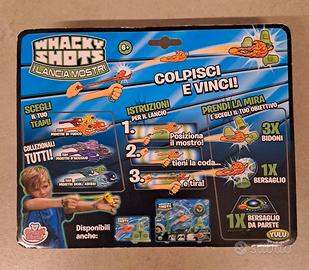 WHACKY
SHOTS
I LANCIA MOSTRI
6+
COLPISCI
E VINCI!
SCEGLI
IL TUO
TEAM!
COLLEZIONALI
TUTTI!
ISTRUZIONI
PER IL LANCIO
1.
Posiziona
il mostro!
2.
tieni la coda...
3.
e tira!
PRENDI LA MIRA
E SCEGLI IL TUO OBIETTIVO
3X
BIDONI
1X
BERSAGLIO
1X
BERSAGLIO
DA PARETE
Disponibili
anche:
YULU
subito